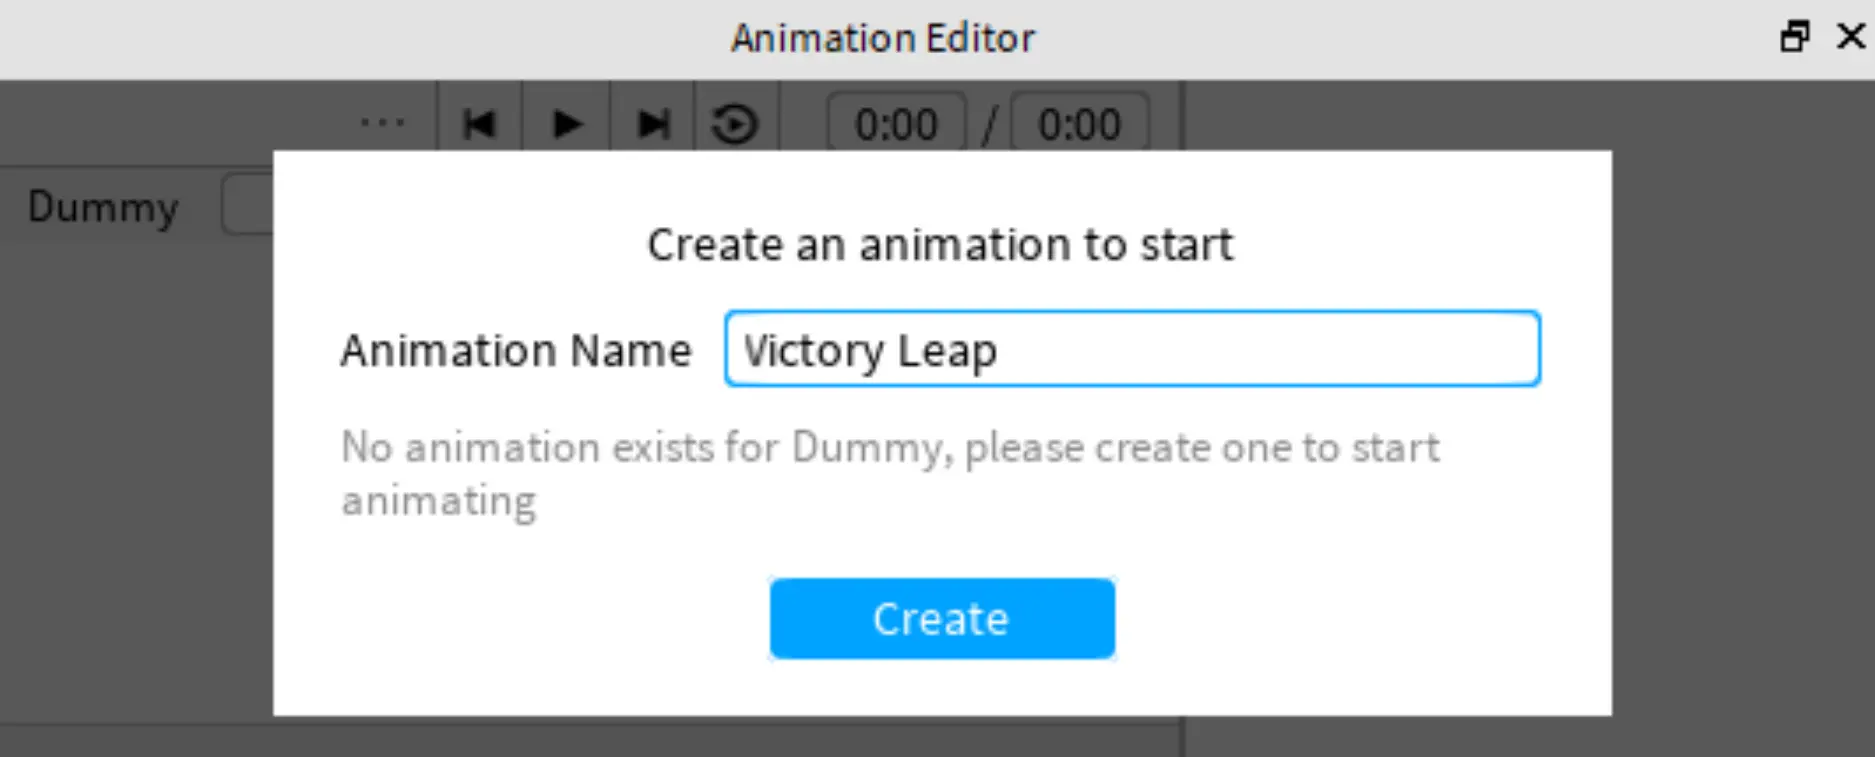 Animation Editor
... 0:00 / 0:00
Dummy
Create an animation to start
Animation Name Victory Leap
No animation exists for Dummy, please create one to start
animating
Create